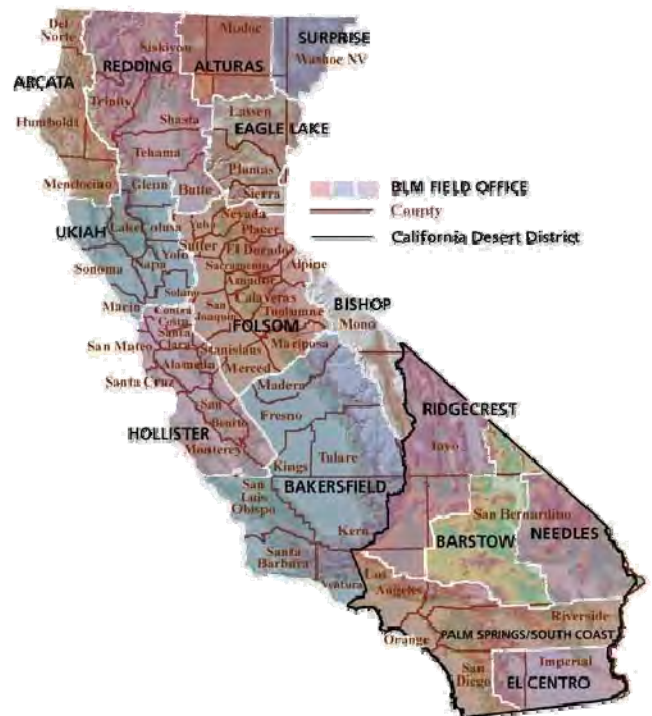 Del
Norte
Siskiyou
Modoc
SURPRISE
Washoe NV
ARCATA
REDDING
ALTURAS
Trinity
Humboldt
Shasta
Lassen
EAGLE LAKE
Tehama
Plumas
Mendocino
Glenn
Butte
Sierra
BLM FIELD OFFICE
County
California Desert District
UKIAH
Lake
Colusa
Yuba
Nevada
Placer
Sutter
El Dorado
Yolo
Sonoma
Napa
Sacramento
Alpine
Amador
Solano
Calaveras
BISHOP
Marin
Contra
Costa
San
Joaquin
Tuolumne
Mono
FOLSOM
Santa
Clara
San Mateo
Stanislaus
Mariposa
Alameda
Merced
Santa Cruz
Madera
San
Benito
Fresno
RIDGECREST
HOLLISTER
Monterey
Inyo
Kings
Tulare
San
Luis
Obispo
BAKERSFIELD
San Bernardino
Kern
BARSTOW
NEEDLES
Santa
Barbura
Ventura
Los
Angeles
Riverside
Orange
PALM SPRINGS/SOUTH COAST
San
Diego
Imperial
EL CENTRO